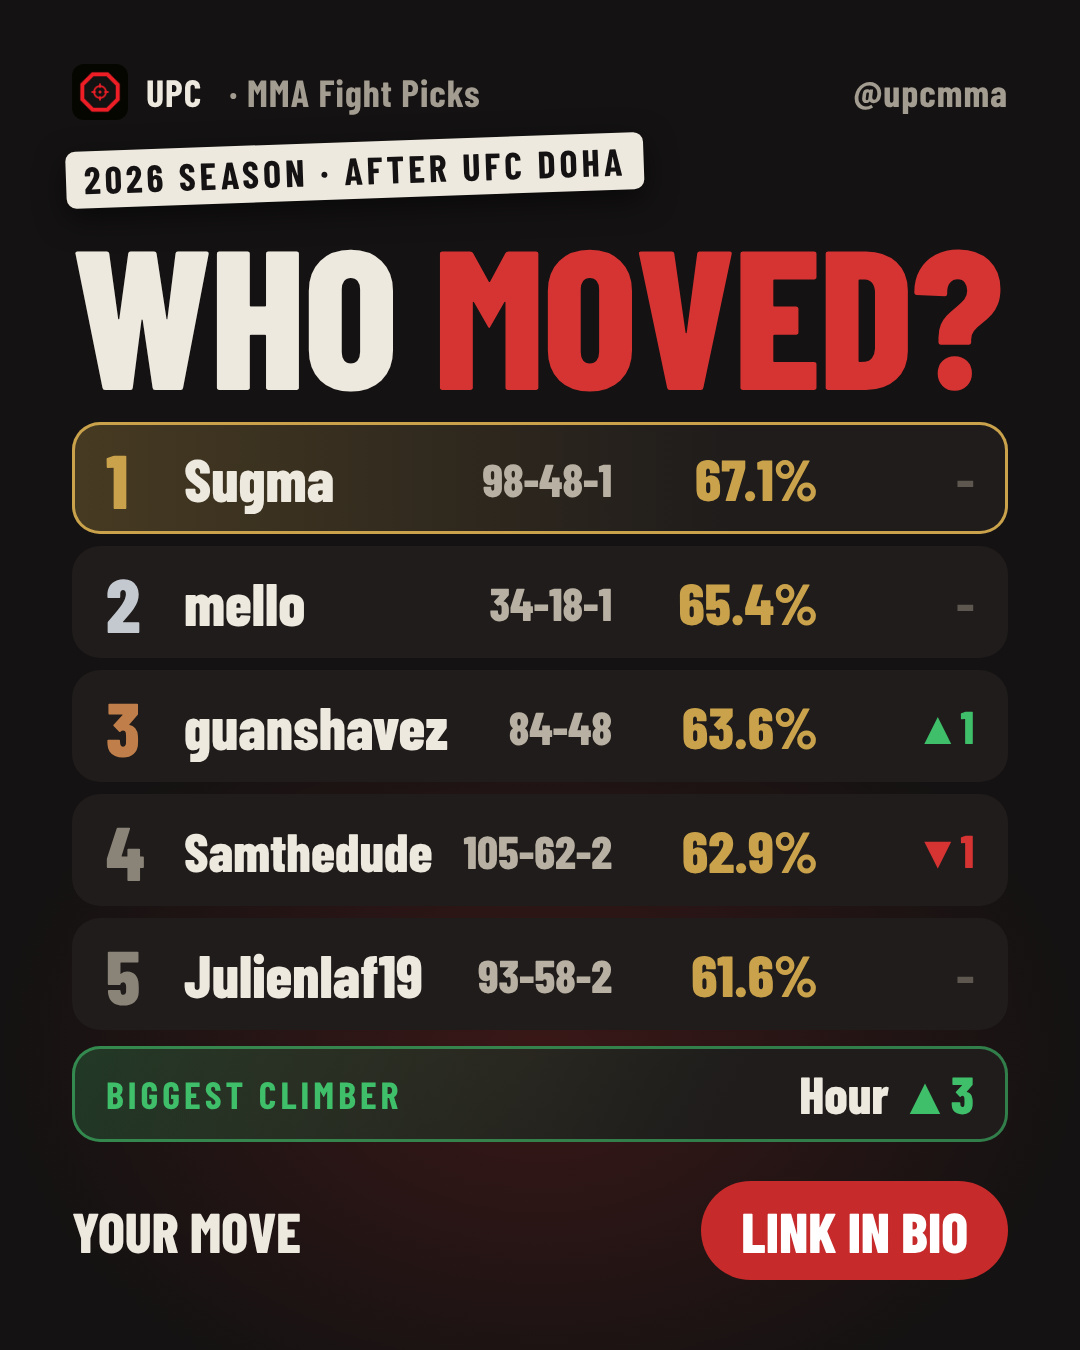 UPC · MMA Fight Picks @upcmma
2026 SEASON · AFTER UFC DOHA
WHO MOVED?
1 Sugma 98-48-1 67.1% -
2 mello 34-18-1 65.4% -
3 guanshavez 84-48 63.6% ▲1
4 Samthedude 105-62-2 62.9% ▼1
5 Julienlaf19 93-58-2 61.6% -
BIGGEST CLIMBER Hour ▲3
YOUR MOVE LINK IN BIO